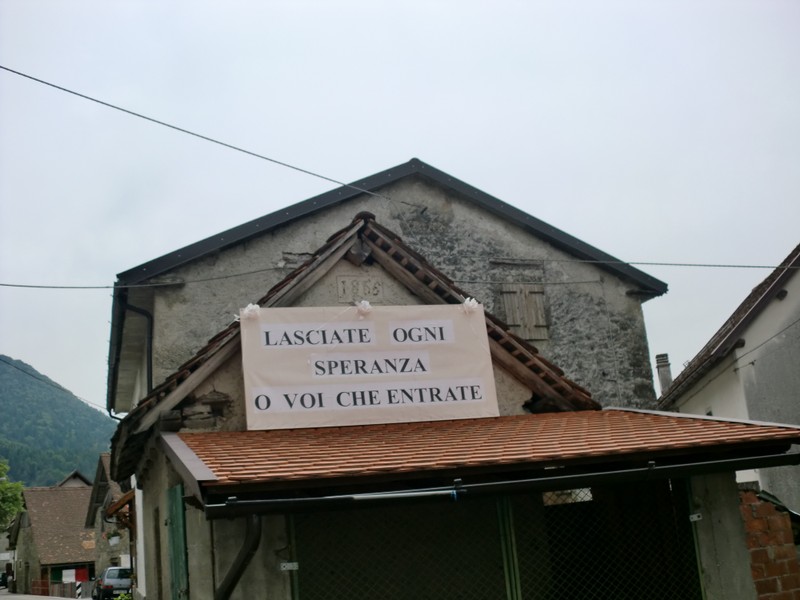 LASCIATE OGNI
SPERANZA
O VOI CHE ENTRATE